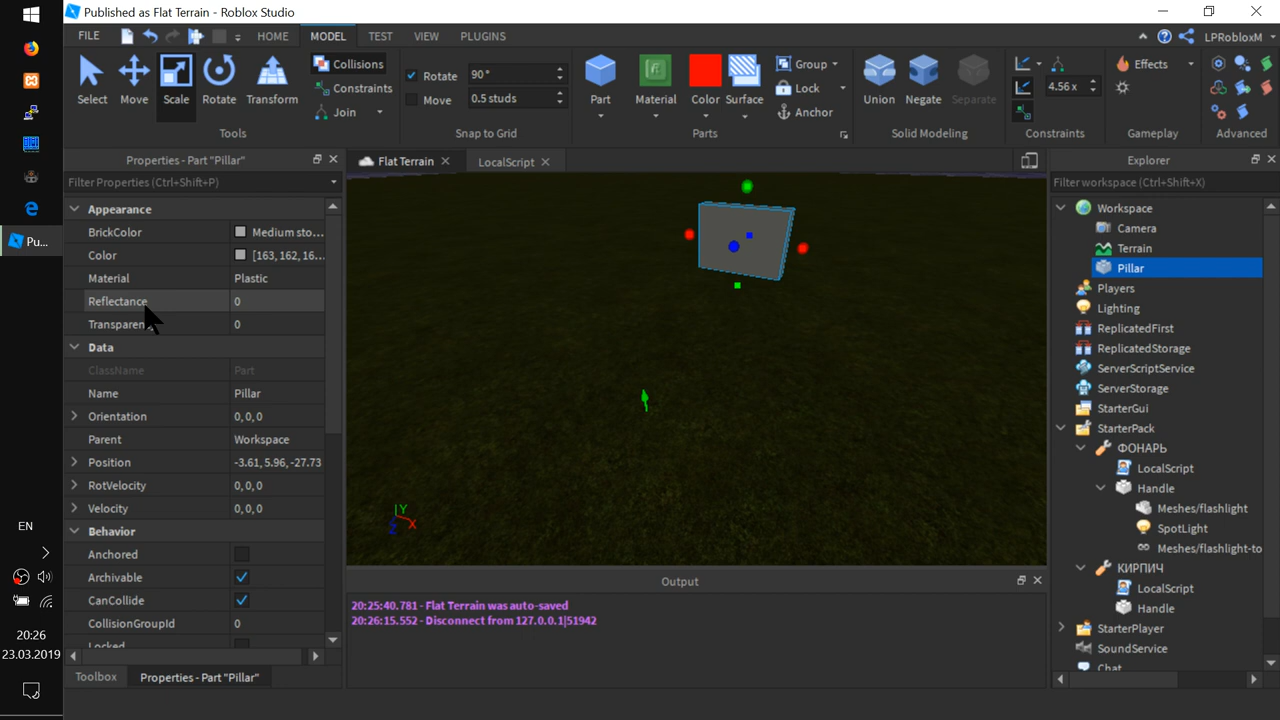 Published as Flat Terrain - Roblox Studio
FILE
HOME
MODEL
TEST
VIEW
PLUGINS
LPRobloxM
Select
Move
Scale
Rotate
Transform
Collisions
Constraints
Join
Tools
Rotate
90 °
Move
0.5 studs
Snap to Grid
Part
Material
Color
Surface
Group
Lock
Anchor
Parts
Union
Negate
Separate
Solid Modeling
4.56 x
Constraints
Effects
Gameplay
Advanced
Properties - Part "Pillar"
Filter Properties (Ctrl+Shift+P)
Appearance
BrickColor Medium sto...
Color [163, 162, 16...
Material Plastic
Reflectance 0
Transparen 0
Data
ClassName Part
Name Pillar
Orientation 0, 0, 0
Parent Workspace
Position -3.61, 5.96, -27.73
RotVelocity 0, 0, 0
Velocity 0, 0, 0
Behavior
Anchored
Archivable
CanCollide
CollisionGroupId 0
Locked
Toolbox
Properties - Part "Pillar"
Flat Terrain
LocalScript
Y
X
Z
Output
20:25:40.781 - Flat Terrain was auto-saved
20:26:15.552 - Disconnect from 127.0.0.1|51942
Explorer
Filter workspace (Ctrl+Shift+X)
Workspace
Camera
Terrain
Pillar
Players
Lighting
ReplicatedFirst
ReplicatedStorage
ServerScriptService
ServerStorage
StarterGui
StarterPack
ФОНАРЬ
LocalScript
Handle
Meshes/flashlight
SpotLight
Meshes/flashlight-to
КИРПИЧ
LocalScript
Handle
StarterPlayer
SoundService
Chat
Pu...
EN
20:26
23.03.2019